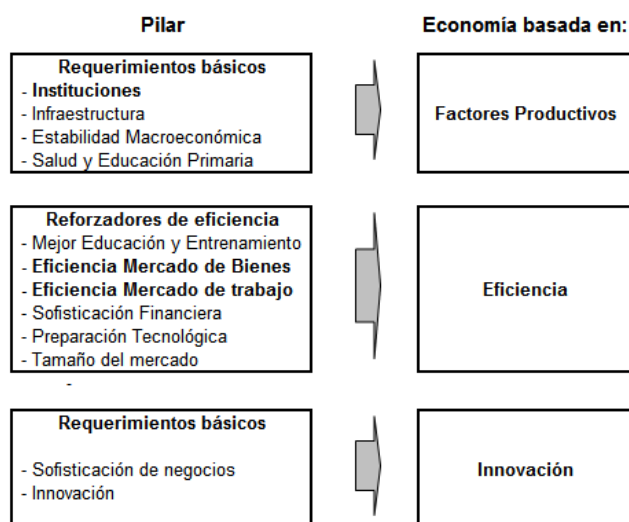 Pilar
Economía basada en:
Requerimientos básicos
- Instituciones
- Infraestructura
- Estabilidad Macroeconómica
- Salud y Educación Primaria
Factores Productivos
Reforzadores de eficiencia
- Mejor Educación y Entrenamiento
- Eficiencia Mercado de Bienes
- Eficiencia Mercado de trabajo
- Sofisticación Financiera
- Preparación Tecnológica
- Tamaño del mercado
-
Eficiencia
Requerimientos básicos
- Sofisticación de negocios
- Innovación
Innovación